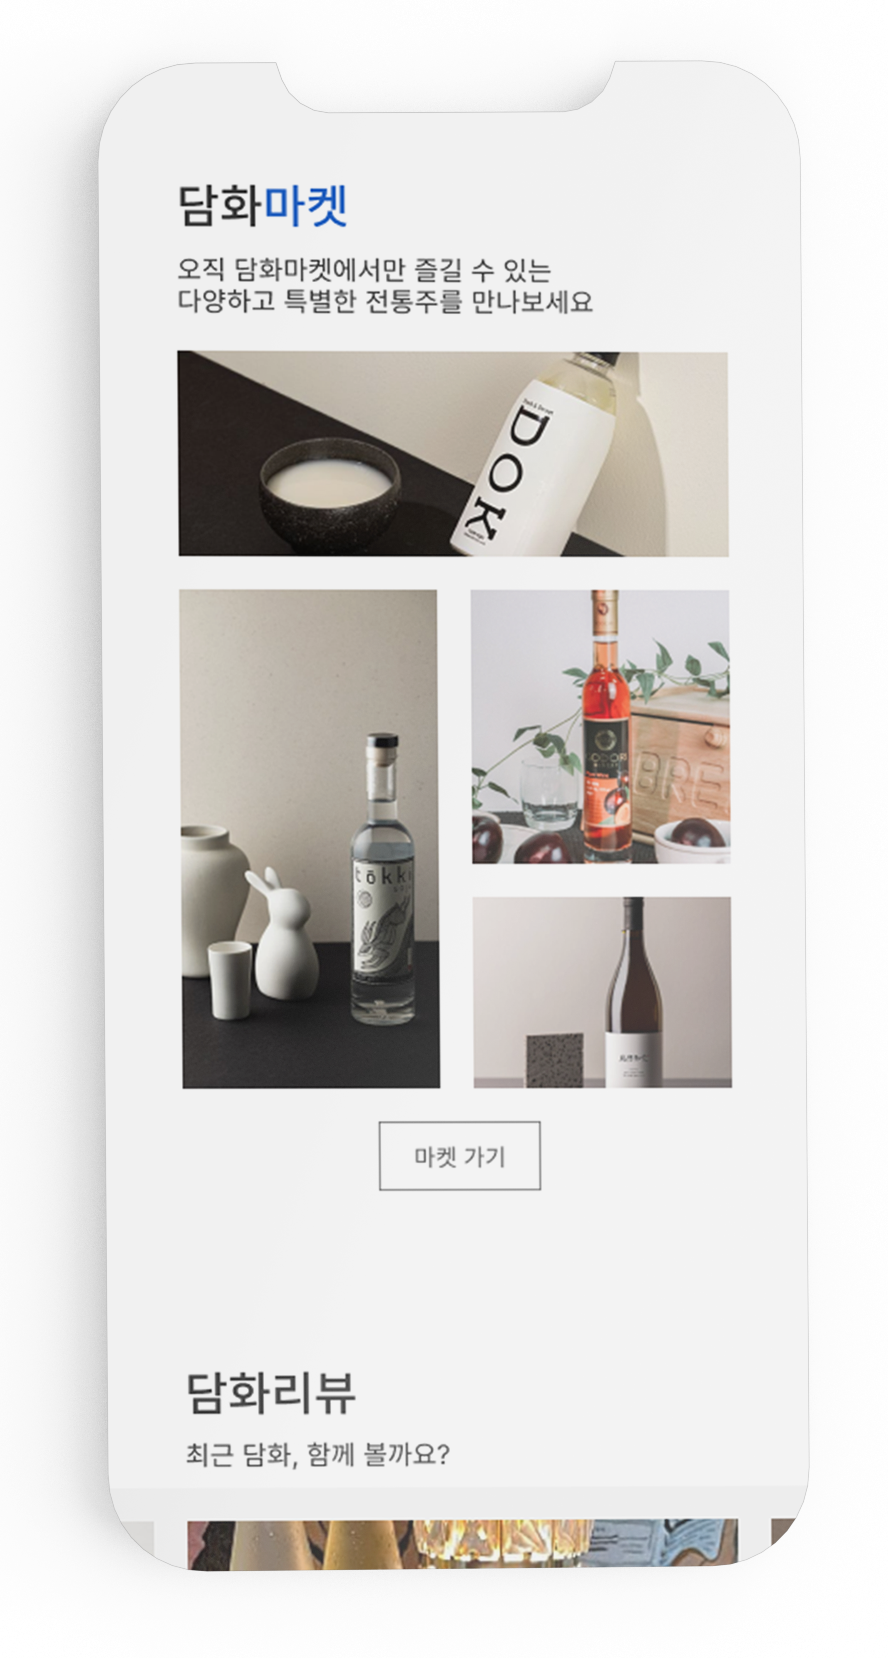 담화마켓
오직 담화마켓에서만 즐길 수 있는
다양하고 특별한 전통주를 만나보세요
DOK
tōkki
BRE
마켓 가기
담화리뷰
최근 담화, 함께 볼까요?